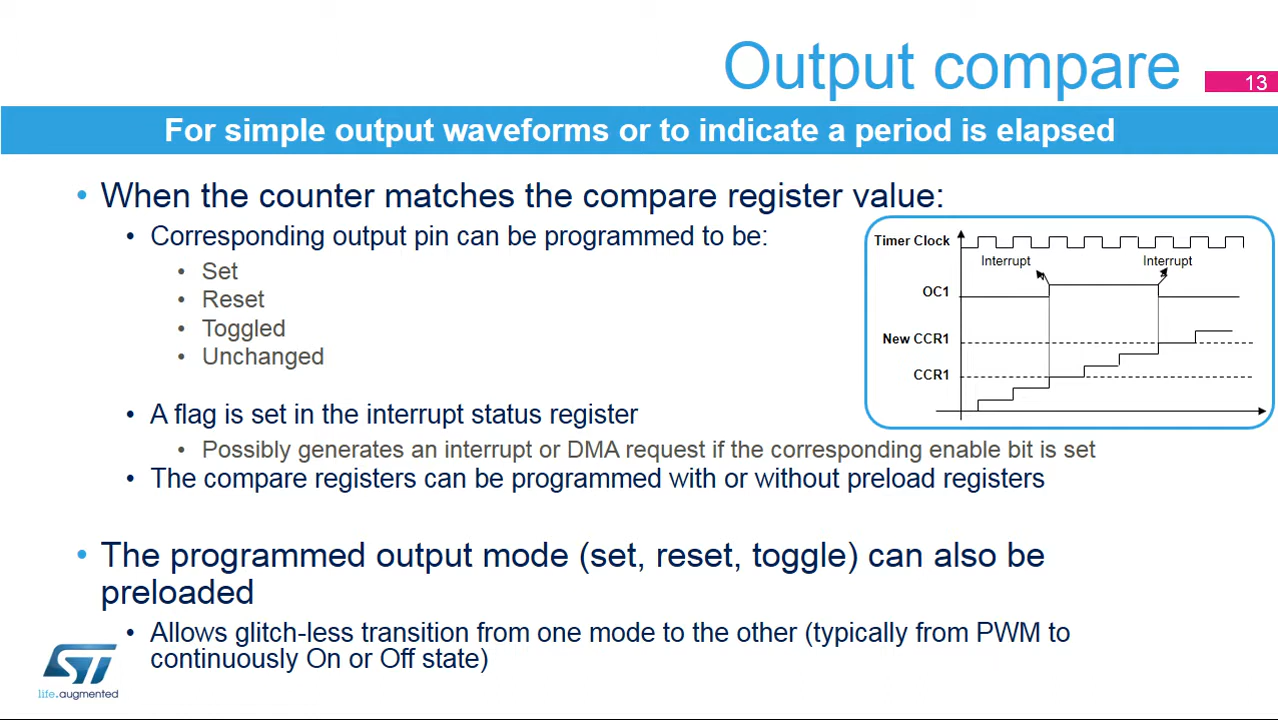 Output compare
13
For simple output waveforms or to indicate a period is elapsed
• When the counter matches the compare register value:
• Corresponding output pin can be programmed to be:
• Set
• Reset
• Toggled
• Unchanged
Timer Clock
Interrupt
Interrupt
OC1
New CCR1
CCR1
• A flag is set in the interrupt status register
• Possibly generates an interrupt or DMA request if the corresponding enable bit is set
• The compare registers can be programmed with or without preload registers
• The programmed output mode (set, reset, toggle) can also be
preloaded
• Allows glitch-less transition from one mode to the other (typically from PWM to
continuously On or Off state)
ST
life.augmented